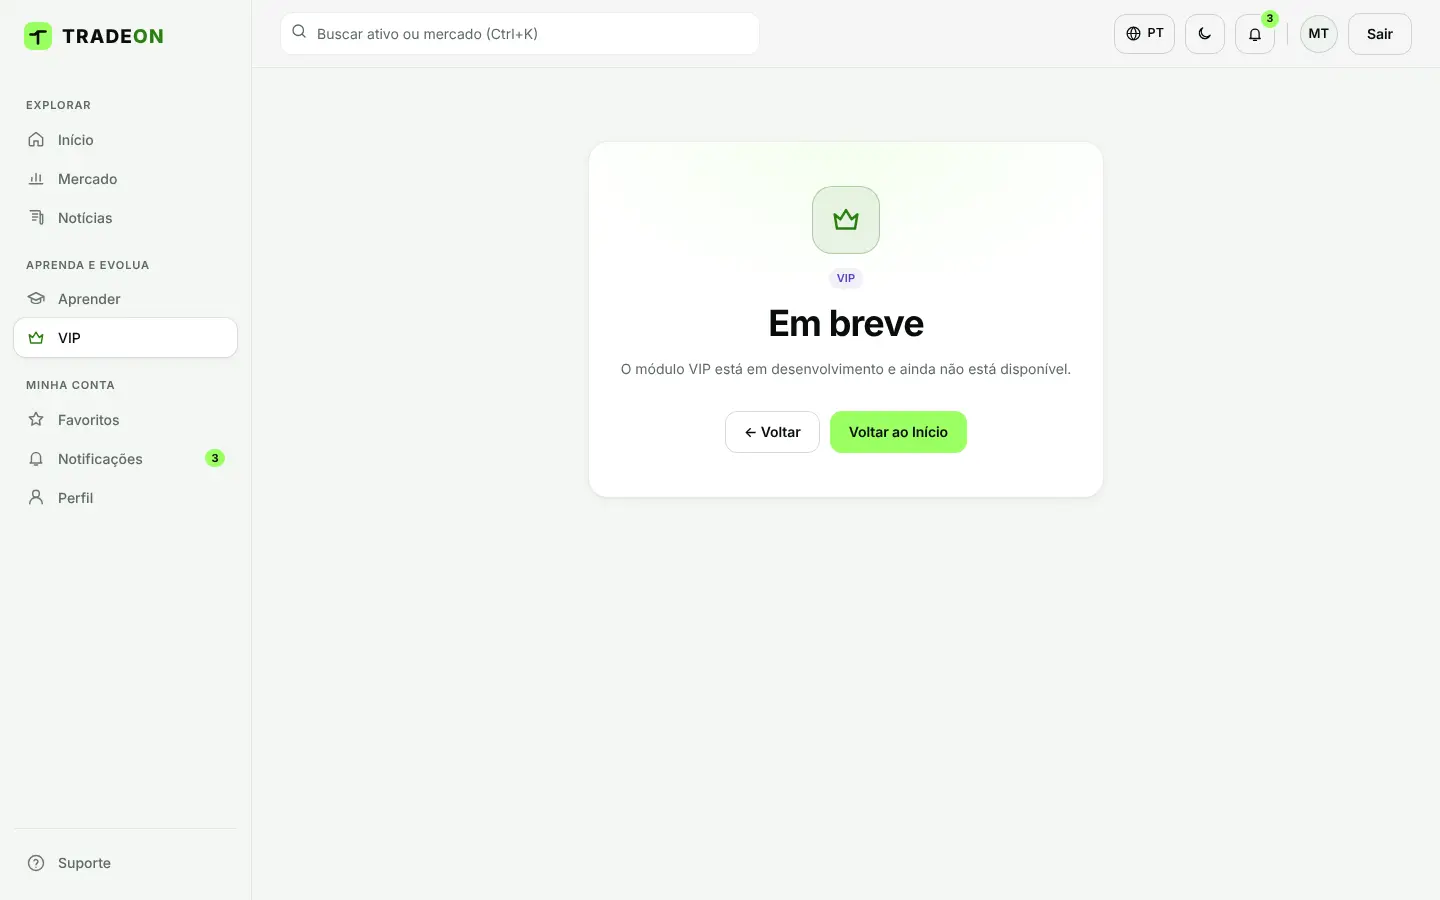 TRADEON
Buscar ativo ou mercado (Ctrl+K)
PT
3
MT
Sair
EXPLORAR
Início
Mercado
Notícias
APRENDA E EVOLUA
Aprender
VIP
MINHA CONTA
Favoritos
Notificações 3
Perfil
Suporte
VIP
Em breve
O módulo VIP está em desenvolvimento e ainda não está disponível.
← Voltar
Voltar ao Início